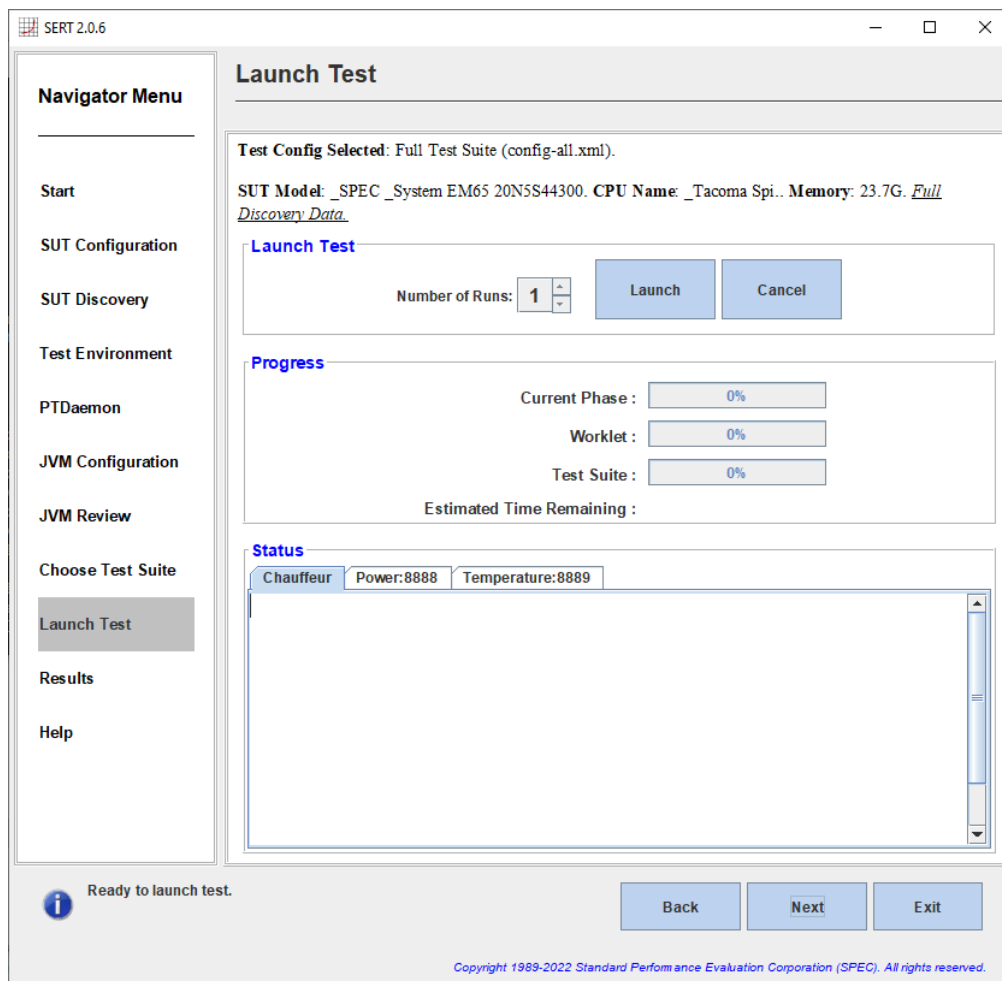 SERT 2.0.6
Navigator Menu
Start
SUT Configuration
SUT Discovery
Test Environment
PTDaemon
JVM Configuration
JVM Review
Choose Test Suite
Launch Test
Results
Help
Launch Test
Test Config Selected: Full Test Suite (config-all.xml).
SUT Model: _SPEC _System EM65 20N5S44300. CPU Name: _Tacoma Spi.. Memory: 23.7G. Full
Discovery Data.
Launch Test
Number of Runs: 1 Launch Cancel
Progress
Current Phase : 0%
Worklet : 0%
Test Suite : 0%
Estimated Time Remaining :
Status
Chauffeur Power:8888 Temperature:8889
Ready to launch test.
Back Next Exit
Copyright 1989-2022 Standard Performance Evaluation Corporation (SPEC). All rights reserved.